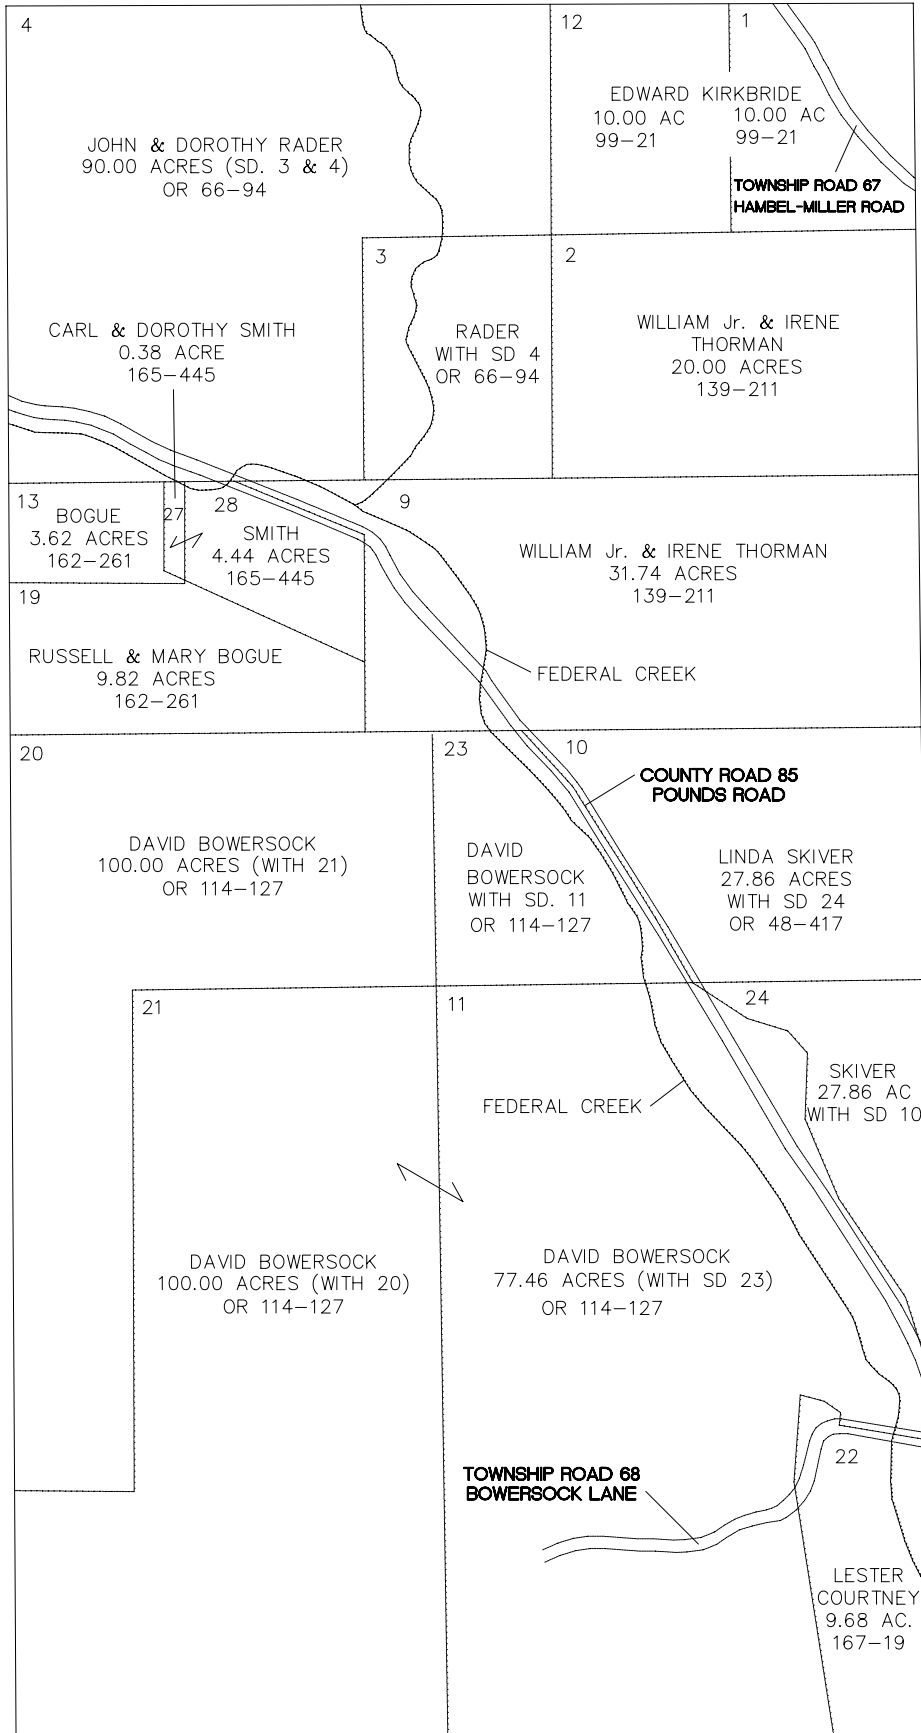 4
12
1
EDWARD KIRKBRIDE
10.00 AC
99-21
10.00 AC
99-21
JOHN & DOROTHY RADER
90.00 ACRES (SD. 3 & 4)
OR 66-94
TOWNSHIP ROAD 67
HAMBEL-MILLER ROAD
3
2
CARL & DOROTHY SMITH
0.38 ACRE
165-445
RADER
WITH SD 4
OR 66-94
WILLIAM Jr. & IRENE
THORMAN
20.00 ACRES
139-211
13
BOGUE
3.62 ACRES
162-261
27
28
SMITH
4.44 ACRES
165-445
9
WILLIAM Jr. & IRENE THORMAN
31.74 ACRES
139-211
19
RUSSELL & MARY BOGUE
9.82 ACRES
162-261
FEDERAL CREEK
20
23
10
COUNTY ROAD 85
POUNDS ROAD
DAVID BOWERSOCK
100.00 ACRES (WITH 21)
OR 114-127
DAVID
BOWERSOCK
WITH SD. 11
OR 114-127
LINDA SKIVER
27.86 ACRES
WITH SD 24
OR 48-417
21
11
24
SKIVER
27.86 AC
WITH SD 10
FEDERAL CREEK
DAVID BOWERSOCK
100.00 ACRES (WITH 20)
OR 114-127
DAVID BOWERSOCK
77.46 ACRES (WITH SD 23)
OR 114-127
22
TOWNSHIP ROAD 68
BOWERSOCK LANE
LESTER
COURTNEY
9.68 AC.
167-19